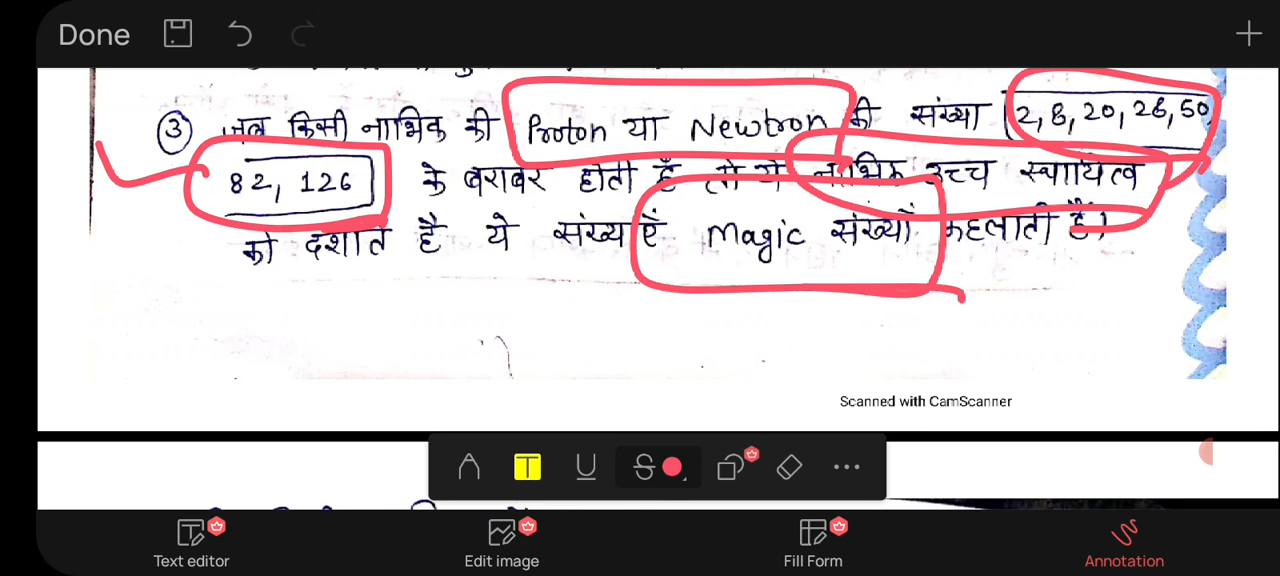 Done
③ जब किसी नाभिक की Proton या Newtron की संख्या 2, 8, 20, 28, 50,
82, 126 के बराबर होती है तो ये नाभिक उच्च स्थायित्व
को दर्शाते है ये संख्याएँ Magic संख्याँ कहलाती है।
Scanned with CamScanner
Text editor
Edit image
Fill Form
Annotation